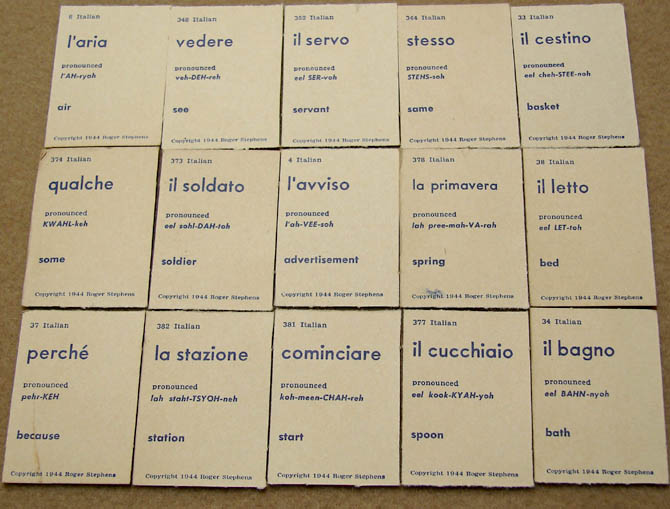 8 Italian
l'aria
pronounced
l'AH-ryah
air
Copyright 1944 Roger Stephens
348 Italian
vedere
pronounced
veh-DEH-reh
see
Copyright 1944 Roger Stephens
352 Italian
il servo
pronounced
eel SER-voh
servant
Copyright 1944 Roger Stephens
344 Italian
stesso
pronounced
STEHS-soh
same
Copyright 1944 Roger Stephens
33 Italian
il cestino
pronounced
eel cheh-STEE-noh
basket
Copyright 1944 Roger Stephens
374 Italian
qualche
pronounced
KWAHL-keh
some
Copyright 1944 Roger Stephens
373 Italian
il soldato
pronounced
eel sohl-DAH-toh
soldier
Copyright 1944 Roger Stephens
4 Italian
l'avviso
pronounced
l'ah-VEE-soh
advertisement
Copyright 1944 Roger Stephens
378 Italian
la primavera
pronounced
lah pree-mah-VA-rah
spring
Copyright 1944 Roger Stephens
38 Italian
il letto
pronounced
eel LET-toh
bed
Copyright 1944 Roger Stephens
37 Italian
perché
pronounced
pehr-KEH
because
Copyright 1944 Roger Stephens
382 Italian
la stazione
pronounced
lah staht-TSYOH-neh
station
Copyright 1944 Roger Stephens
381 Italian
cominciare
pronounced
koh-meen-CHAH-reh
start
Copyright 1944 Roger Stephens
377 Italian
il cucchiaio
pronounced
eel kook-KYAH-yoh
spoon
Copyright 1944 Roger Stephens
34 Italian
il bagno
pronounced
eel BAHN-nyoh
bath
Copyright 1944 Roger Stephens